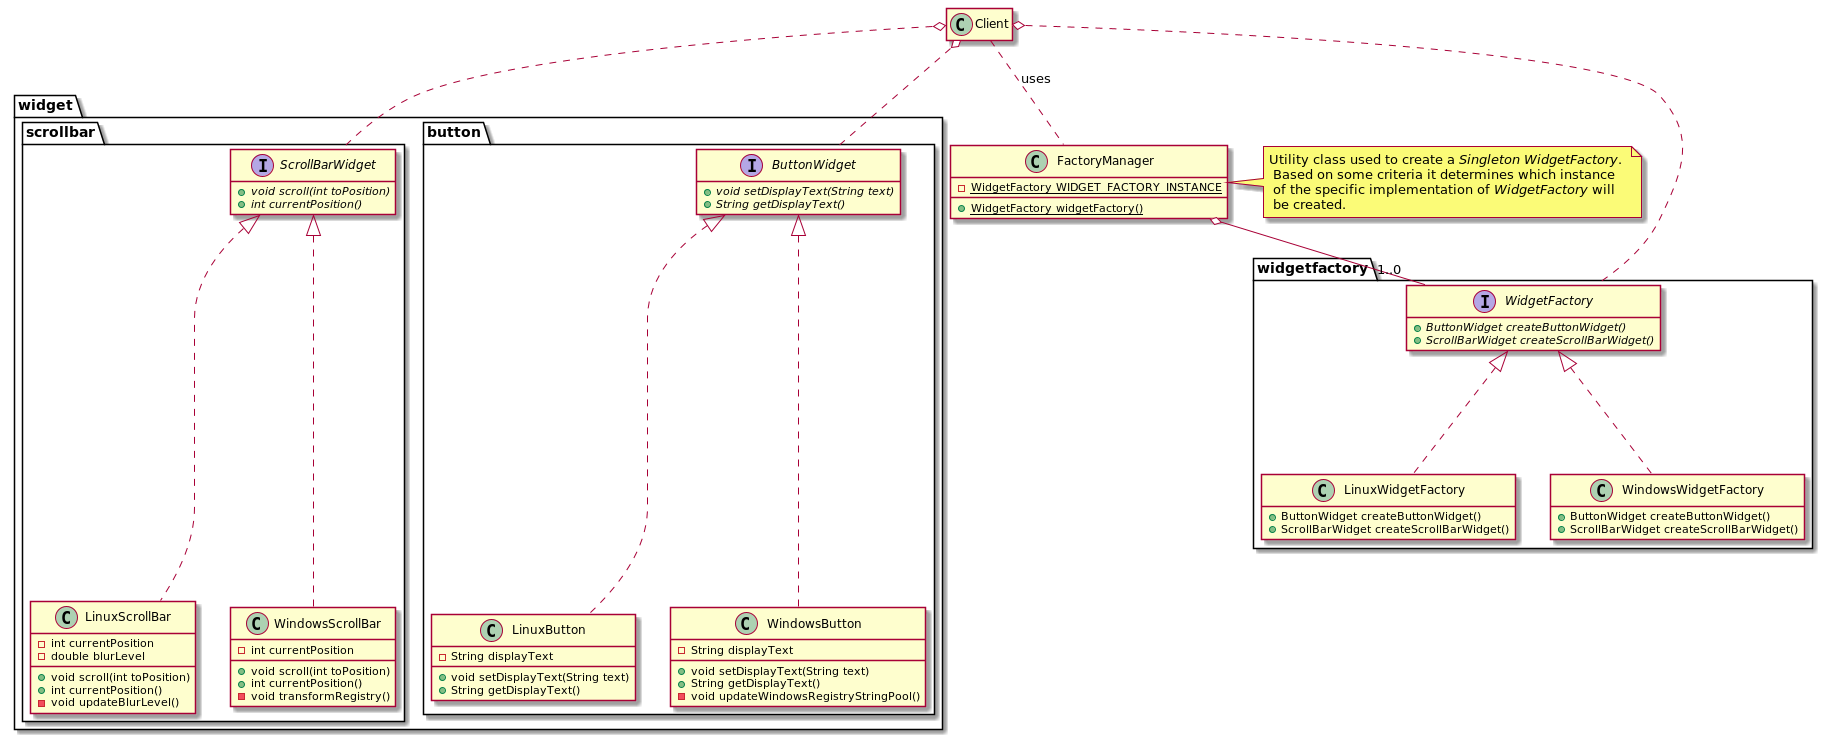 C Client
uses
widget
scrollbar
I ScrollBarWidget
void scroll(int toPosition)
int currentPosition()
C LinuxScrollBar
int currentPosition
double blurLevel
void scroll(int toPosition)
int currentPosition()
void updateBlurLevel()
C WindowsScrollBar
int currentPosition
void scroll(int toPosition)
int currentPosition()
void transformRegistry()
button
I ButtonWidget
void setDisplayText(String text)
String getDisplayText()
C LinuxButton
String displayText
void setDisplayText(String text)
String getDisplayText()
C WindowsButton
String displayText
void setDisplayText(String text)
String getDisplayText()
void updateWindowsRegistryStringPool()
C FactoryManager
WidgetFactory WIDGET_FACTORY_INSTANCE
WidgetFactory widgetFactory()
Utility class used to create a Singleton WidgetFactory.
Based on some criteria it determines which instance
of the specific implementation of WidgetFactory will
be created.
widgetfactory
1..0
I WidgetFactory
ButtonWidget createButtonWidget()
ScrollBarWidget createScrollBarWidget()
C LinuxWidgetFactory
ButtonWidget createButtonWidget()
ScrollBarWidget createScrollBarWidget()
C WindowsWidgetFactory
ButtonWidget createButtonWidget()
ScrollBarWidget createScrollBarWidget()